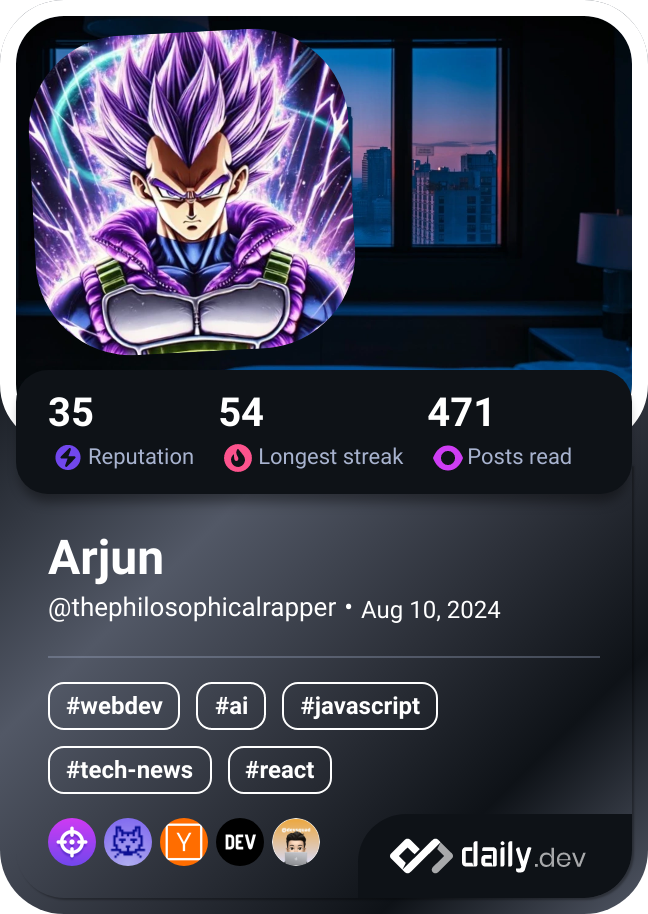 35 54 471
Reputation Longest streak Posts read
Arjun
@thephilosophicalrapper • Aug 10, 2024
#webdev #ai #javascript
#tech-news #react
Y DEV
daily.dev